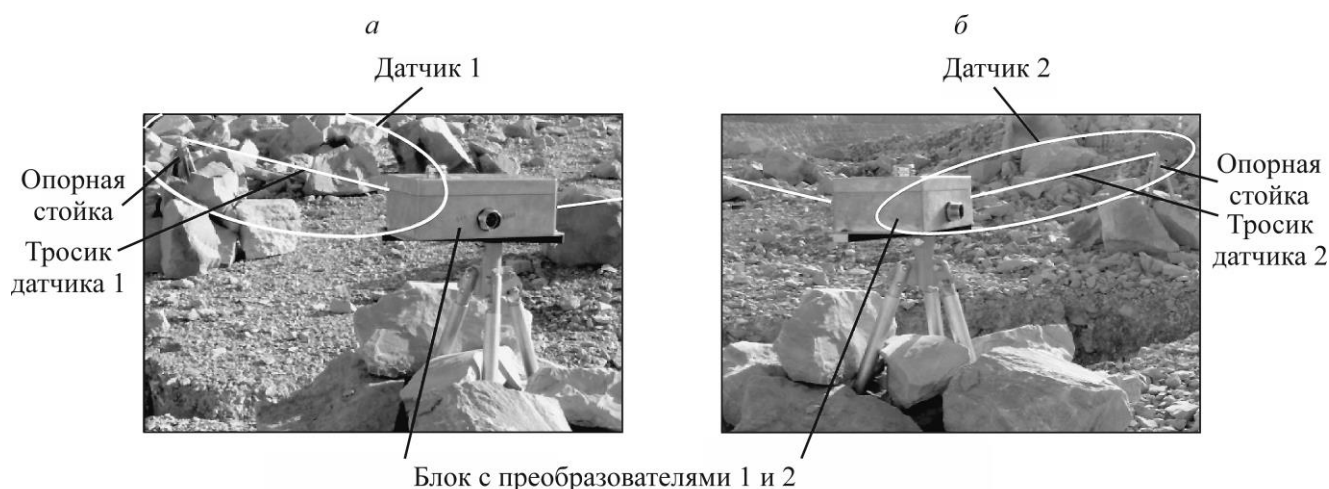 а
б
Датчик 1
Датчик 2
Опорная
стойка
Тросик
датчика 1
Опорная
стойка
Тросик
датчика 2
Блок с преобразователями 1 и 2